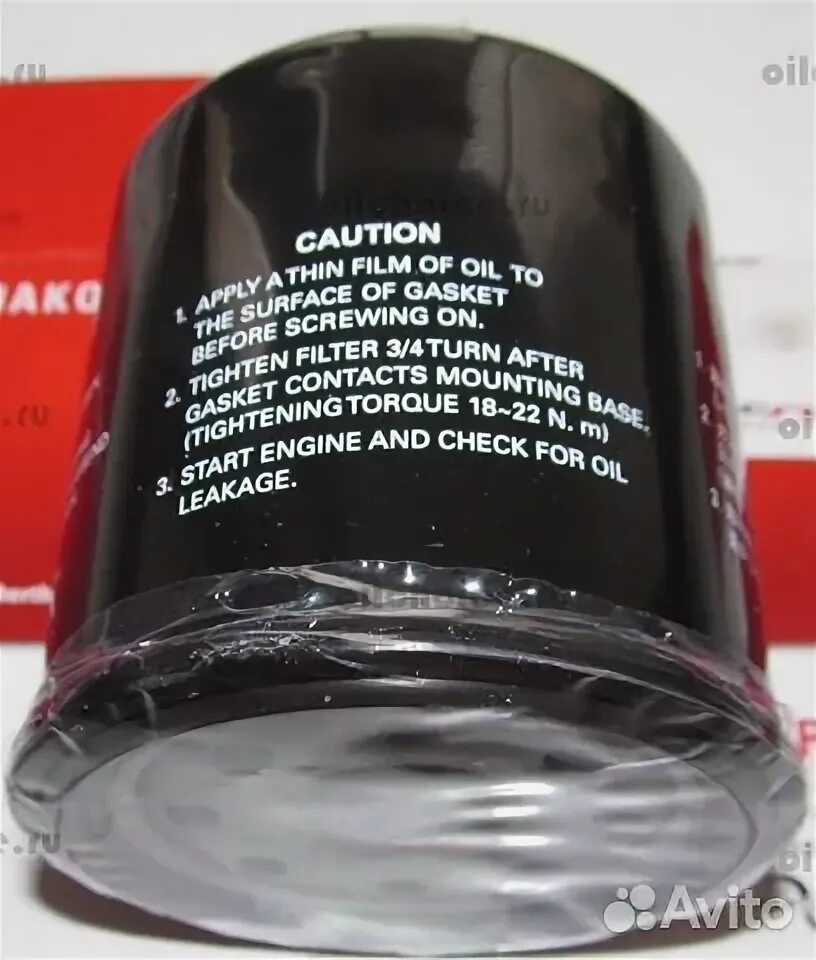 CAUTION
1. APPLY A THIN FILM OF OIL TO
THE SURFACE OF GASKET
BEFORE SCREWING ON.
2. TIGHTEN FILTER 3/4 TURN AFTER
GASKET CONTACTS MOUNTING BASE.
(TIGHTENING TORQUE 18~22 N. m)
3. START ENGINE AND CHECK FOR OIL
LEAKAGE.
Avito